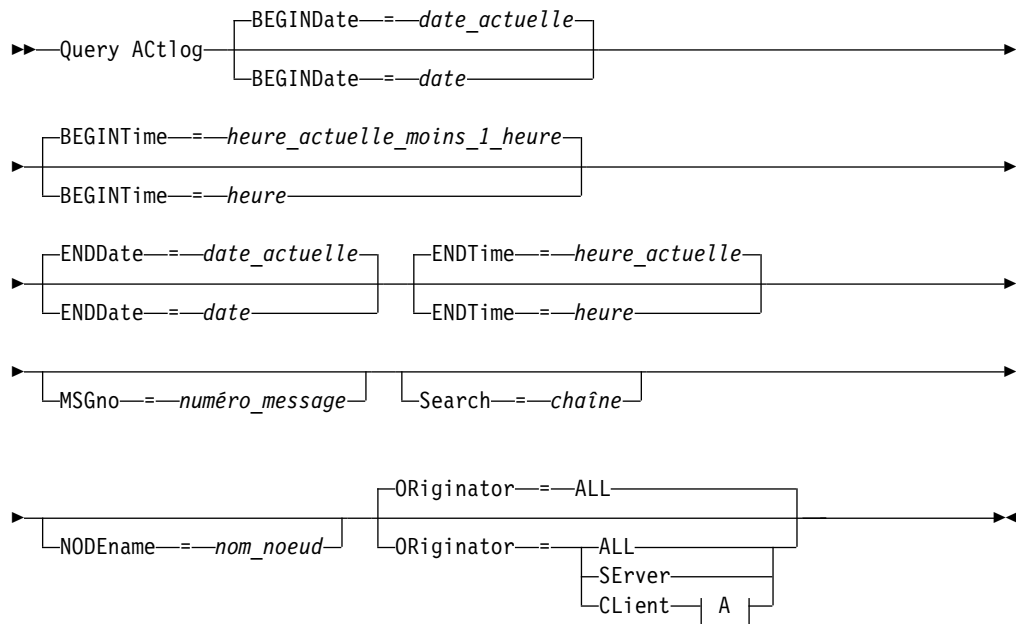 BEGINDate = date_actuelle
Query ACtlog
BEGINDate = date
BEGINTime = heure_actuelle_moins_1_heure
BEGINTime = heure
ENDDate = date_actuelle ENDTime = heure_actuelle
ENDDate = date ENDTime = heure
MSGno = numéro_message Search = chaîne
ORiginator = ALL
NODEname = nom_noeud ORiginator = ALL
SErver
CLient A